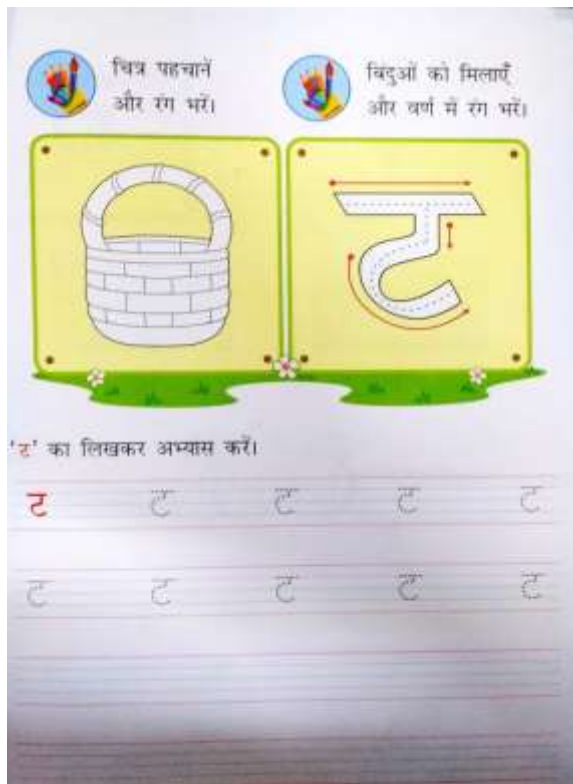 चित्र पहचानें
और रंग भरें।
बिंदुओं को मिलाएँ
और वर्ण में रंग भरें।
ट
'ट' का लिखकर अभ्यास करें।
ट ट ट ट ट
ट ट ट ट ट